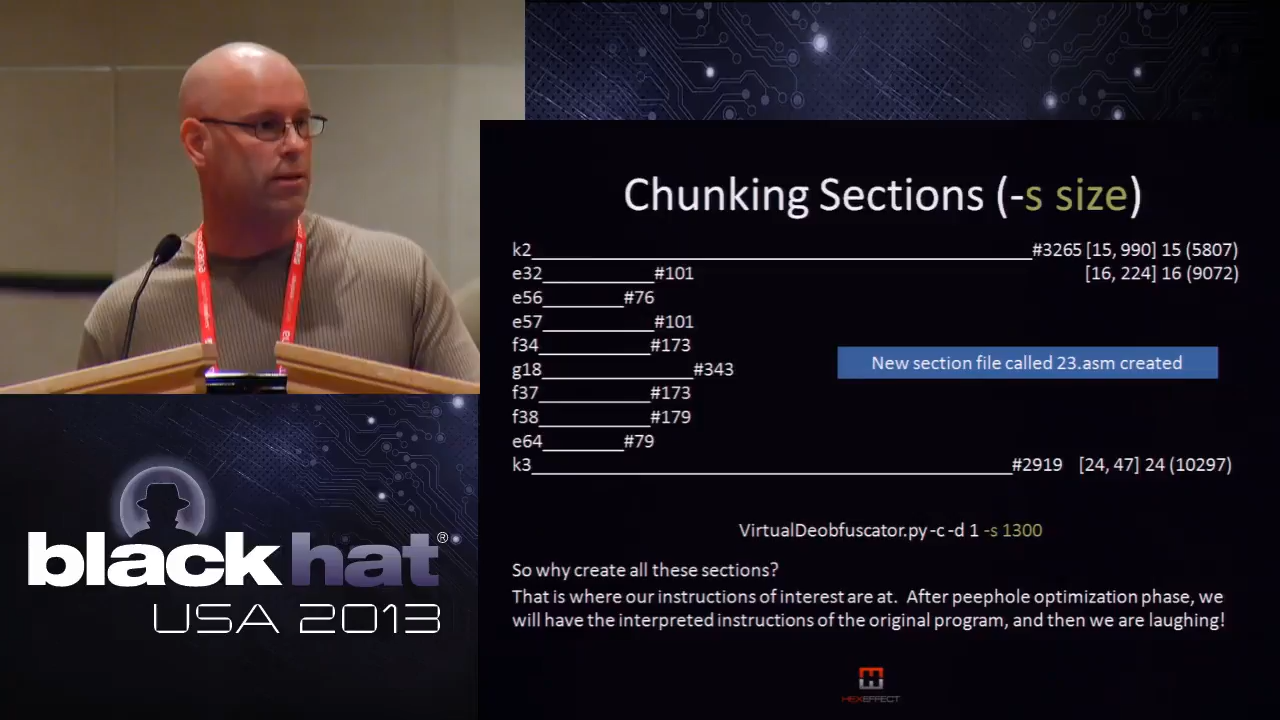 Chunking Sections (-s size)
k2__________________________________________________#3265 [15, 990] 15 (5807)
e32___________#101 [16, 224] 16 (9072)
e56________#76
e57___________#101
f34___________#173
g18_______________#343
f37___________#173
f38___________#179
e64________#79
k3________________________________________________#2919 [24, 47] 24 (10297)
New section file called 23.asm created
VirtualDeobfuscator.py -c -d 1 -s 1300
So why create all these sections?
That is where our instructions of interest are at. After peephole optimization phase, we
will have the interpreted instructions of the original program, and then we are laughing!
HEXEFFECT
black hat®
USA 2013